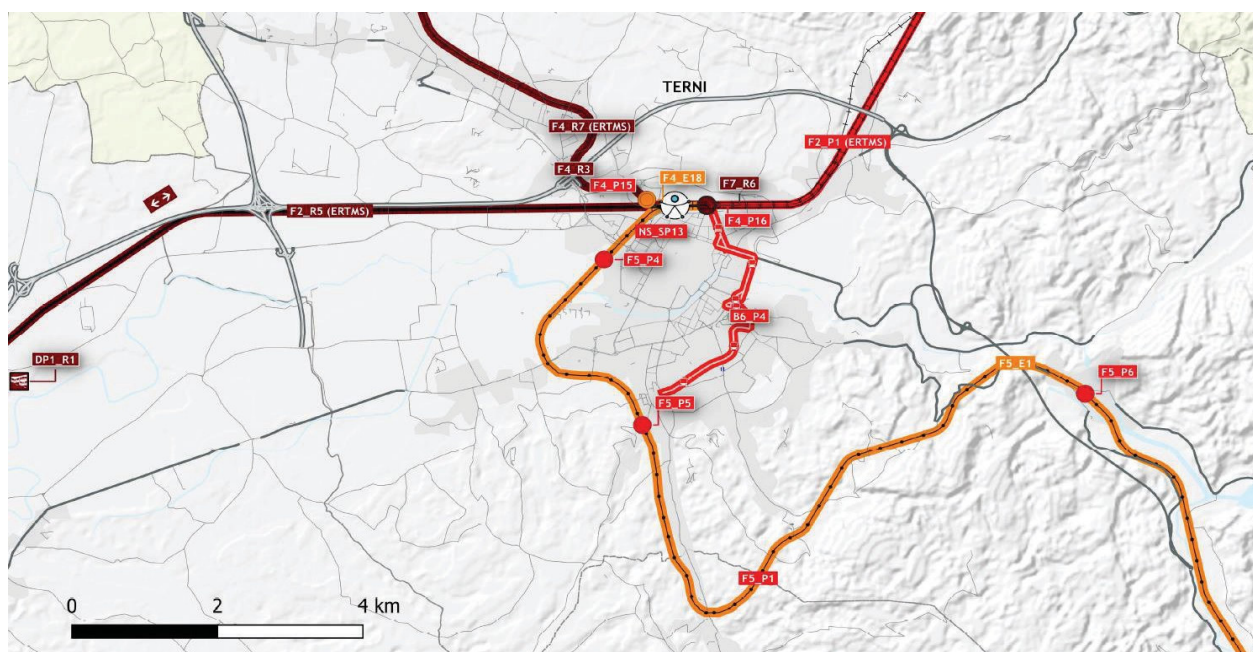 TERNI
F4_R7 (ERTMS)
F2_P1 (ERTMS)
F4_R3
F4_P15
F4_E18
F7_R6
F2_R5 (ERTMS)
F4_P16
NS_SP13
F5_P4
B6_P4
DP1_R1
F5_E1
F5_P6
F5_P5
F5_P1
0 2 4 km